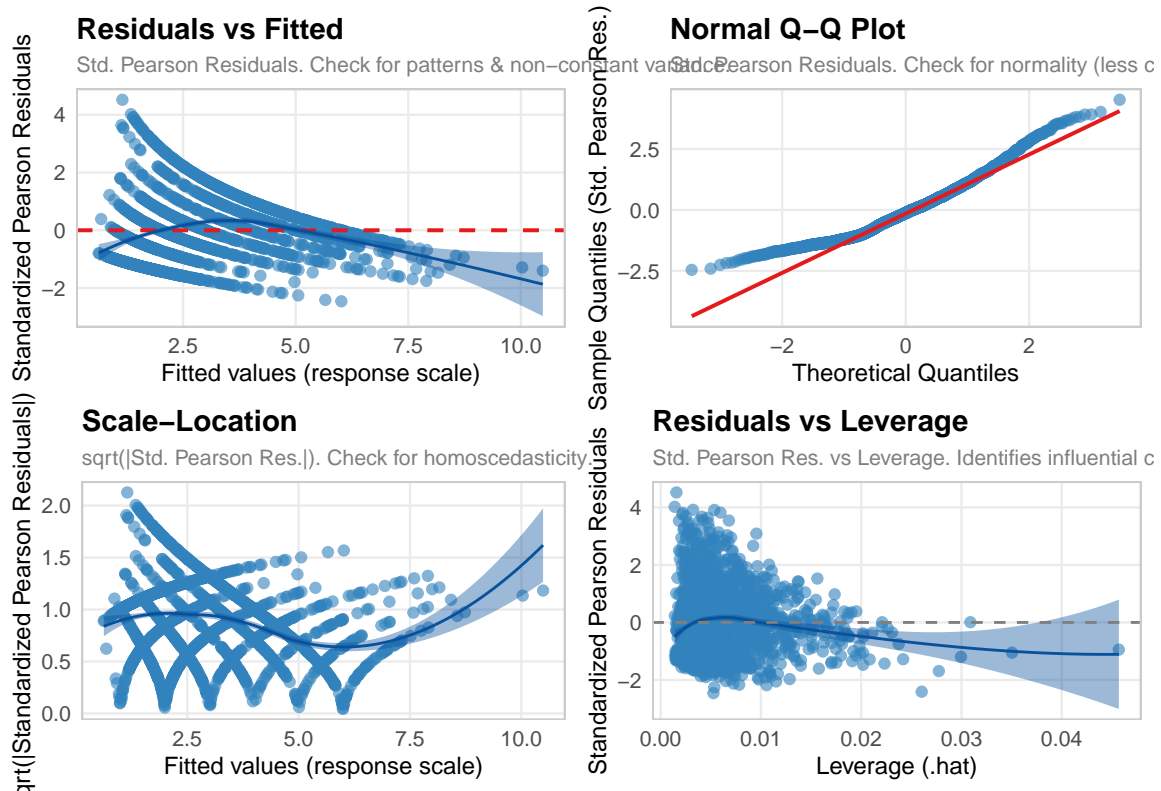 Residuals vs Fitted
Std. Pearson Residuals. Check for patterns & non−constant variance.
Standardized Pearson Residuals
4
2
0
−2
2.5 5.0 7.5 10.0
Fitted values (response scale)
Normal Q−Q Plot
Std. Pearson Residuals. Check for normality (less c
Sample Quantiles (Std. Pearson Res.)
2.5
0.0
−2.5
−2 0 2
Theoretical Quantiles
Scale−Location
sqrt(|Std. Pearson Res.|). Check for homoscedasticity.
qrt(|Standardized Pearson Residuals|)
2.0
1.5
1.0
0.5
0.0
2.5 5.0 7.5 10.0
Fitted values (response scale)
Residuals vs Leverage
Std. Pearson Res. vs Leverage. Identifies influential c
Standardized Pearson Residuals
4
2
0
−2
0.00 0.01 0.02 0.03 0.04
Leverage (.hat)